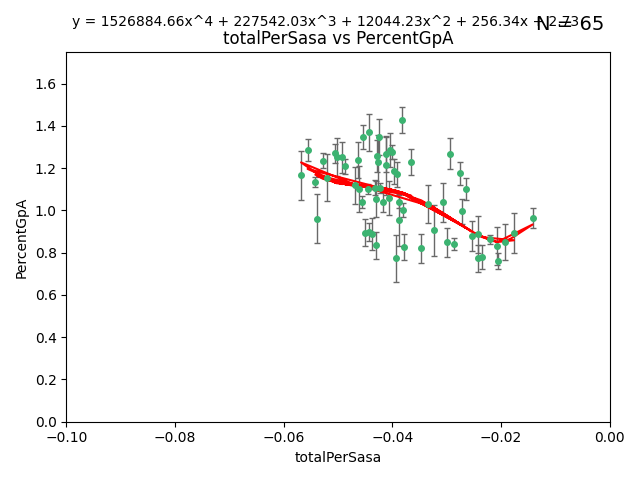 y = 1526884.66x^4 + 227542.03x^3 + 12044.23x^2 + 256.34x + 2.73
N = 65
totalPerSasa vs PercentGpA
1.6
1.4
1.2
1.0
0.8
0.6
0.4
0.2
0.0
PercentGpA
−0.10 −0.08 −0.06 −0.04 −0.02 0.00
totalPerSasa